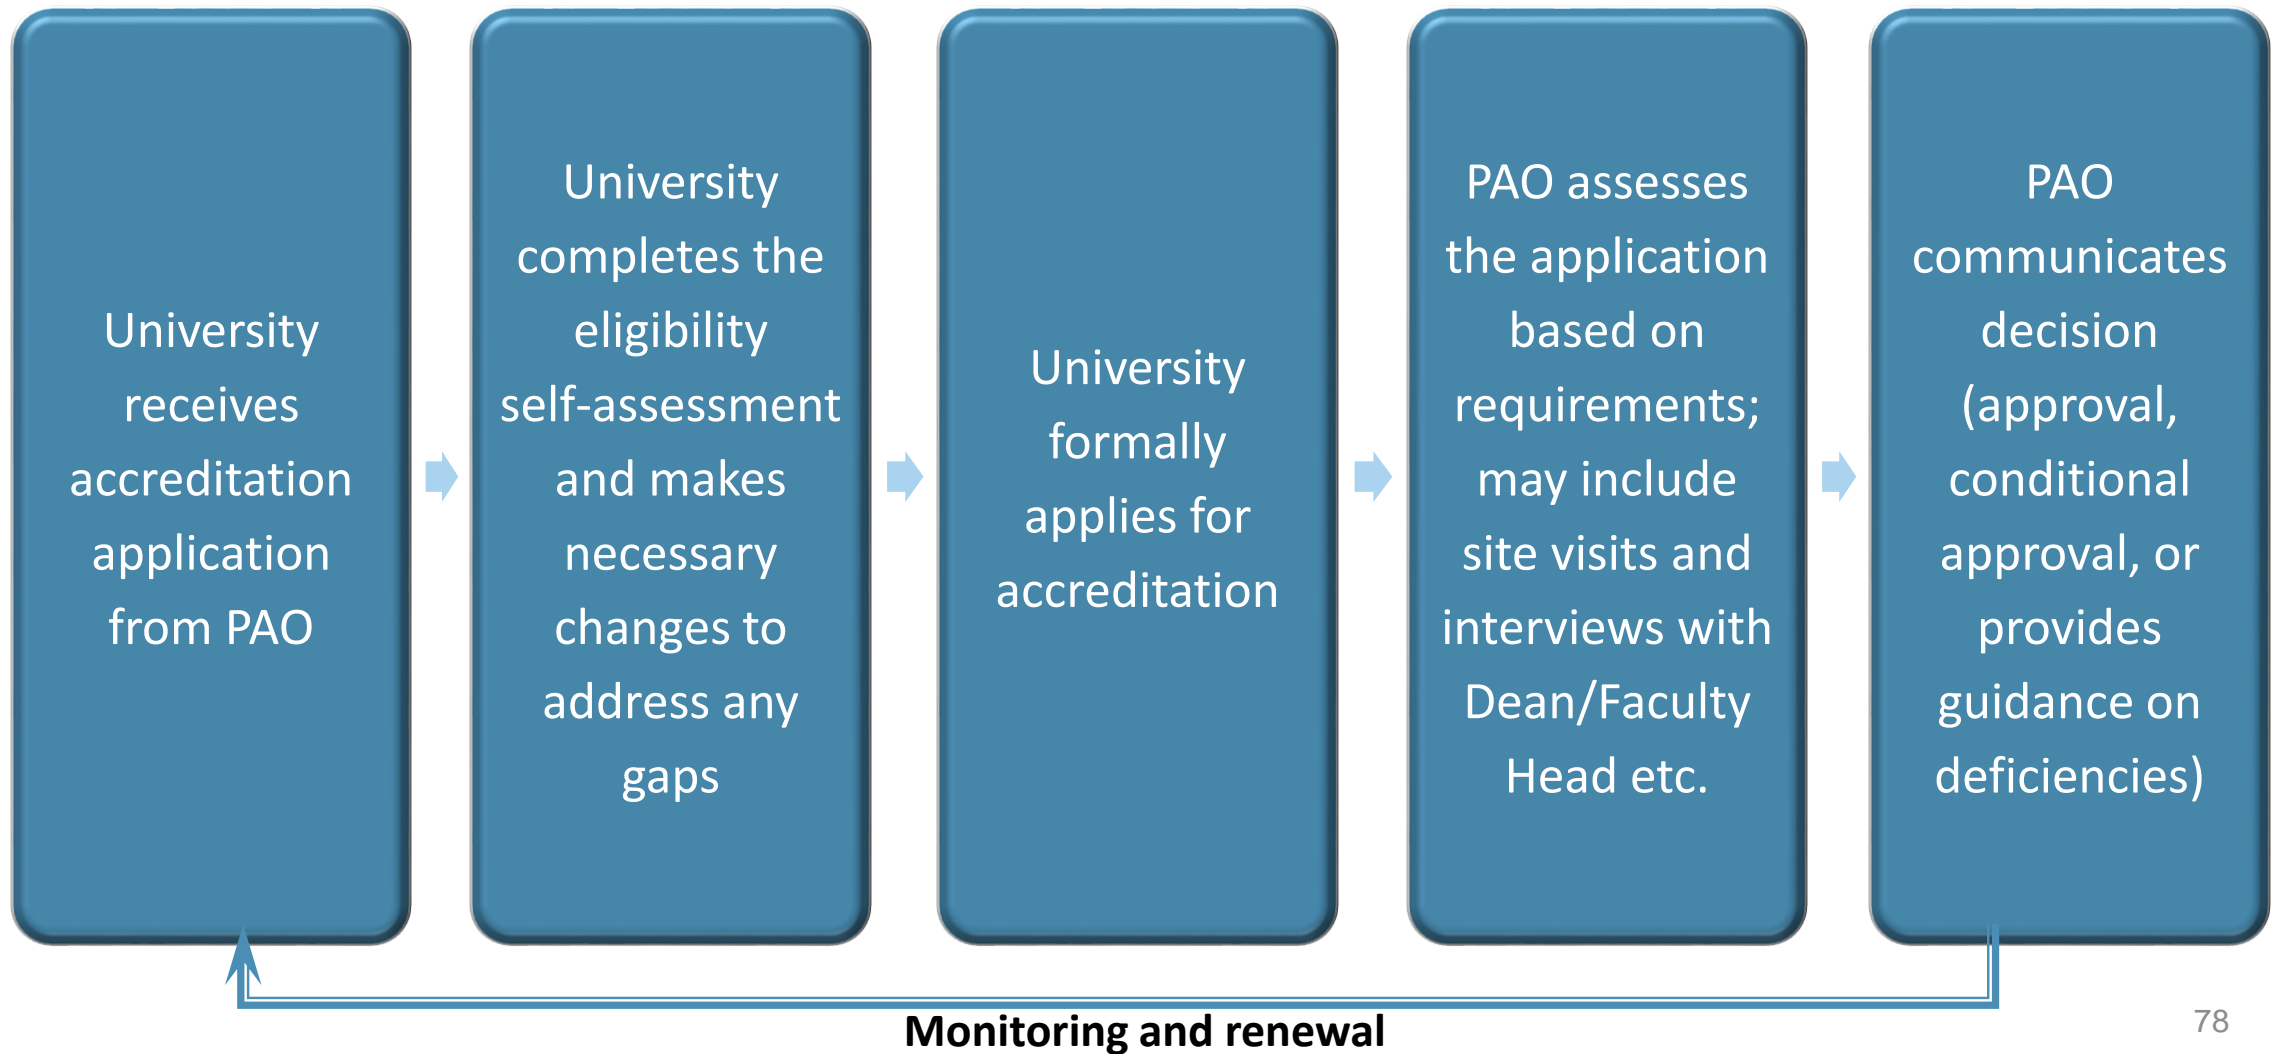 University
receives
accreditation
application
from PAO
University
completes the
eligibility
self-assessment
and makes
necessary
changes to
address any
gaps
University
formally
applies for
accreditation
PAO assesses
the application
based on
requirements;
may include
site visits and
interviews with
Dean/Faculty
Head etc.
PAO
communicates
decision
(approval,
conditional
approval, or
provides
guidance on
deficiencies)
Monitoring and renewal
78